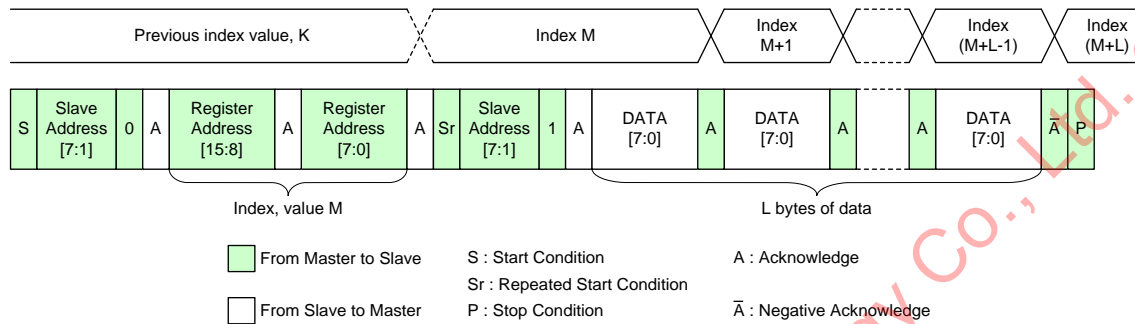 Previous index value, K
Index M
Index
M+1
Index
(M+L-1)
Index
(M+L)
S
Slave
Address
[7:1]
0
A
Register
Address
[15:8]
A
Register
Address
[7:0]
A
Sr
Slave
Address
[7:1]
1
A
DATA
[7:0]
A
DATA
[7:0]
A
A
DATA
[7:0]
A̅
P
Index, value M
L bytes of data
From Master to Slave
S : Start Condition
A : Acknowledge
Sr : Repeated Start Condition
From Slave to Master
P : Stop Condition
A̅ : Negative Acknowledge
Co., Ltd.